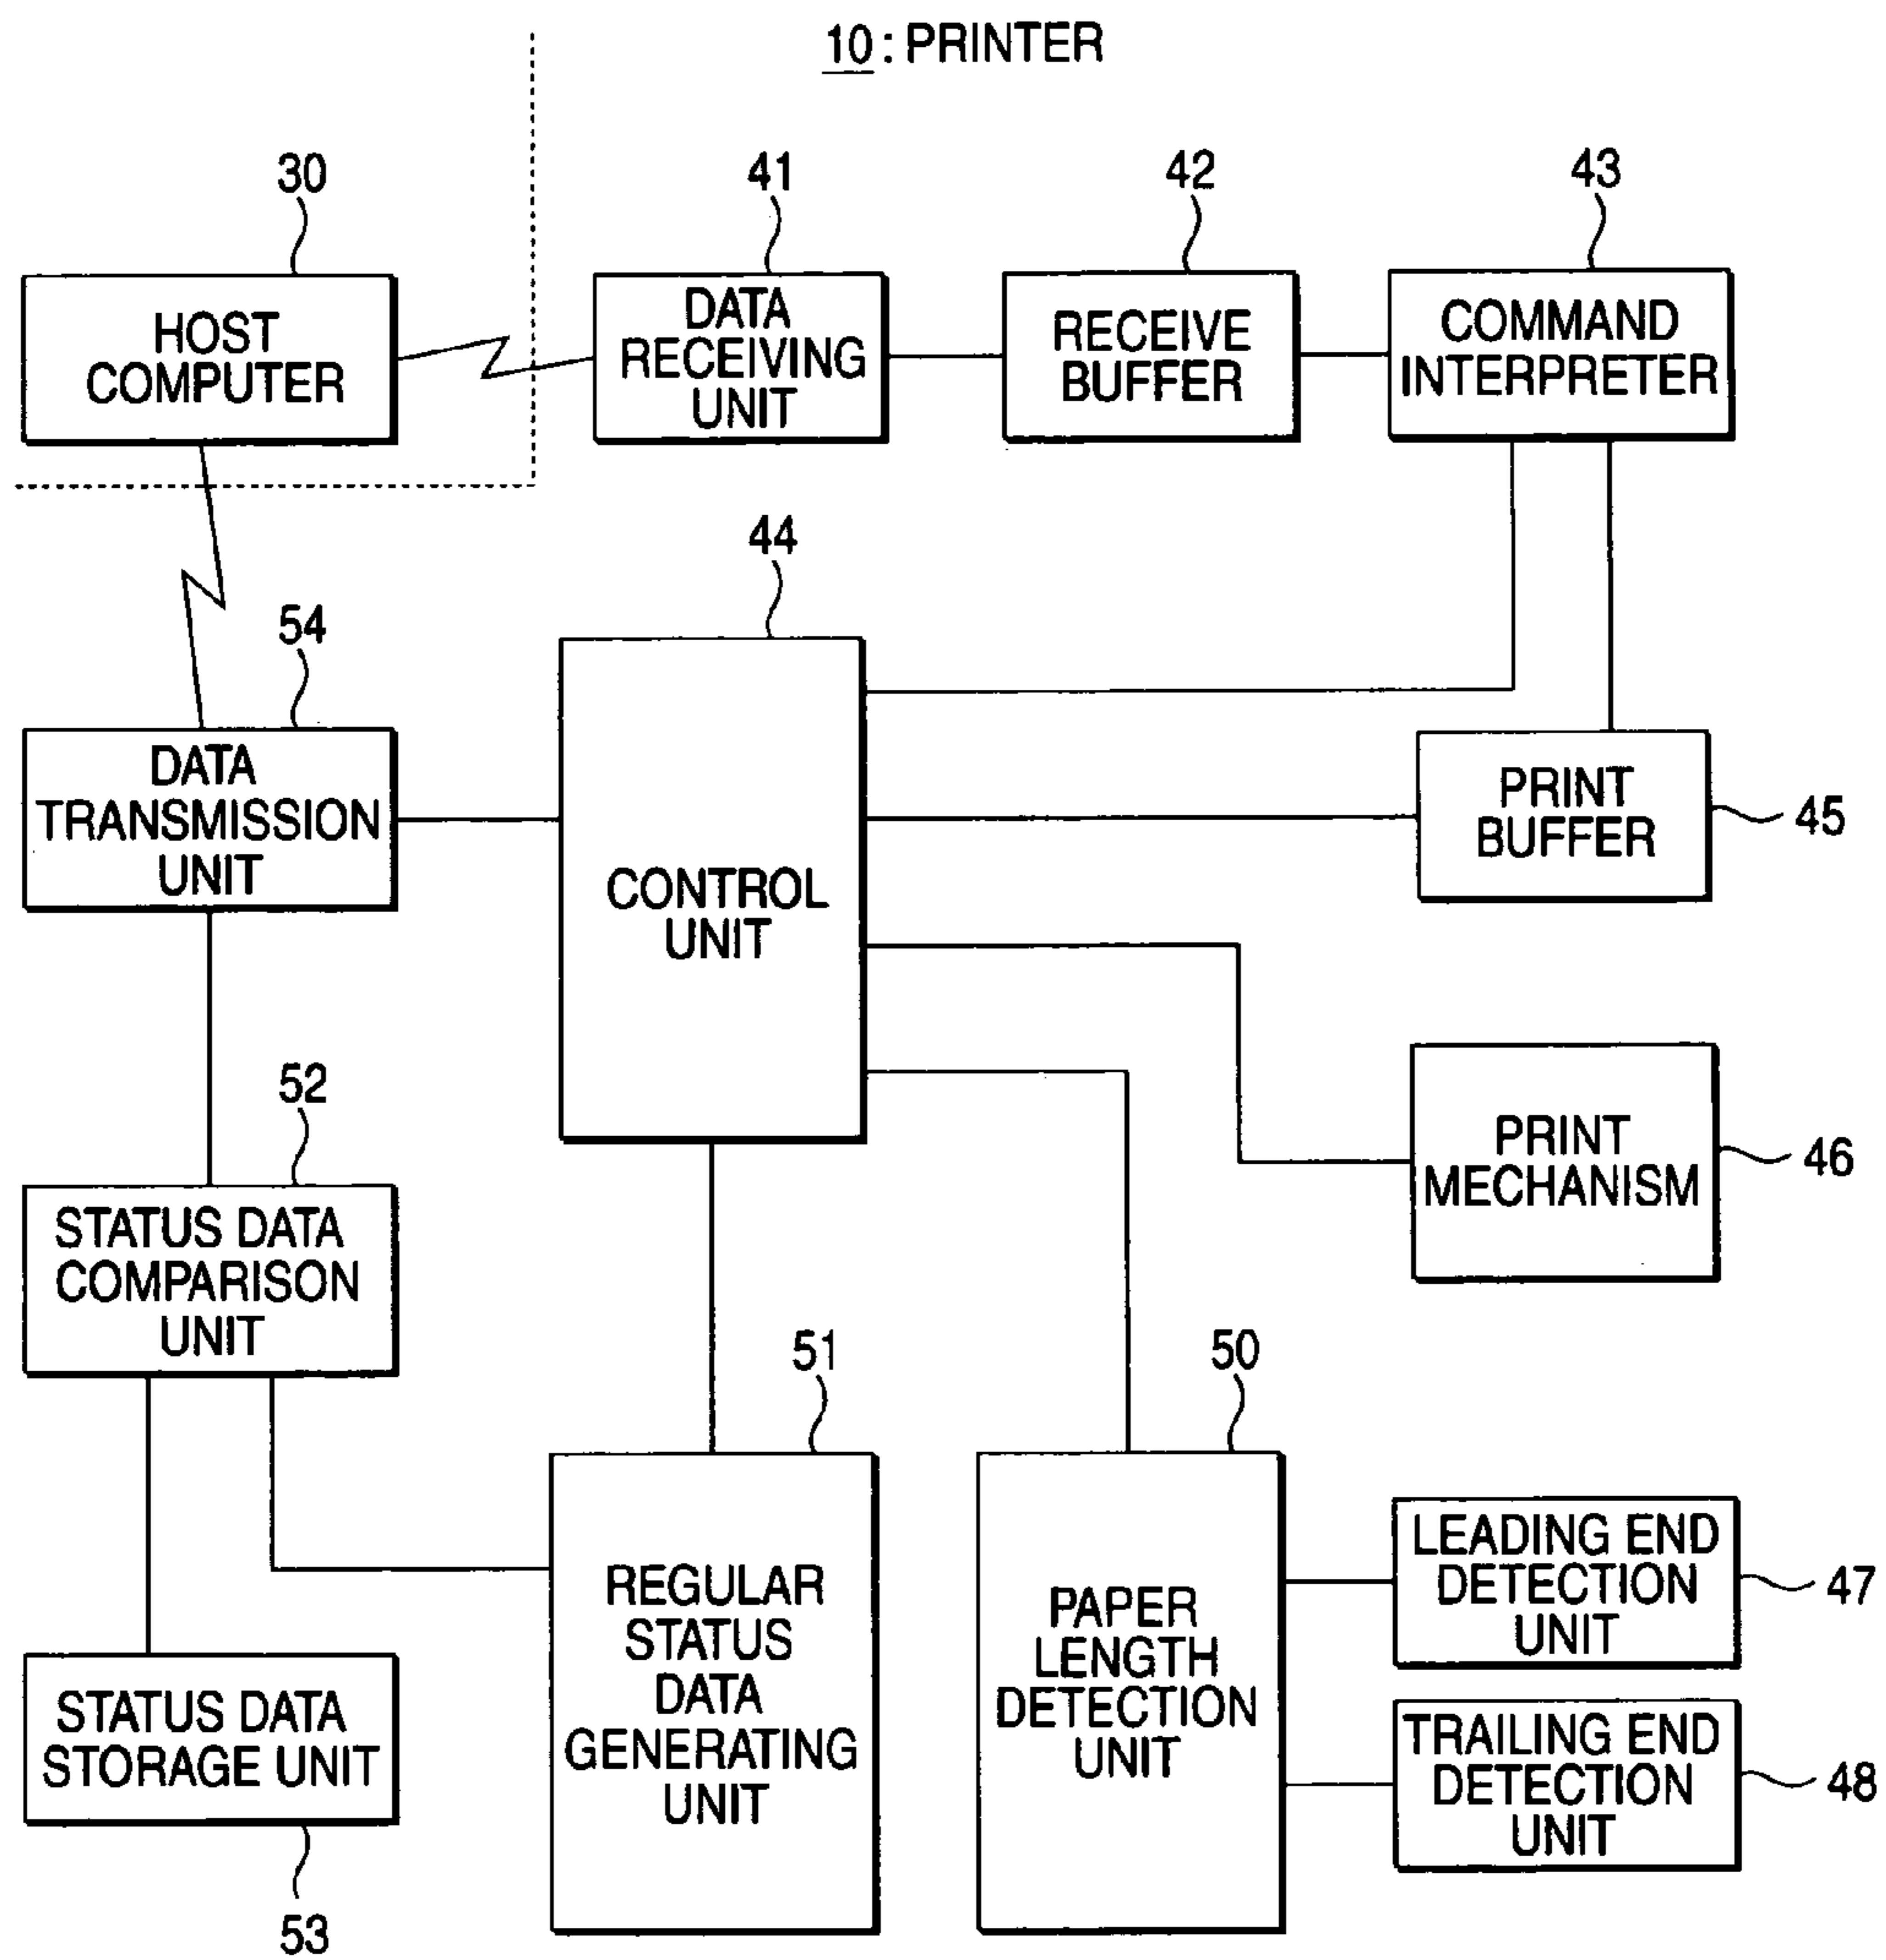 10: PRINTER
30
41
42
43
HOST
COMPUTER
DATA
RECEIVING
UNIT
RECEIVE
BUFFER
COMMAND
INTERPRETER
44
54
DATA
TRANSMISSION
UNIT
CONTROL
UNIT
PRINT
BUFFER
45
52
STATUS DATA
COMPARISON
UNIT
PRINT
MECHANISM
46
51
50
STATUS DATA
STORAGE UNIT
53
REGULAR
STATUS
DATA
GENERATING
UNIT
PAPER
LENGTH
DETECTION
UNIT
LEADING END
DETECTION
UNIT
47
TRAILING END
DETECTION
UNIT
48